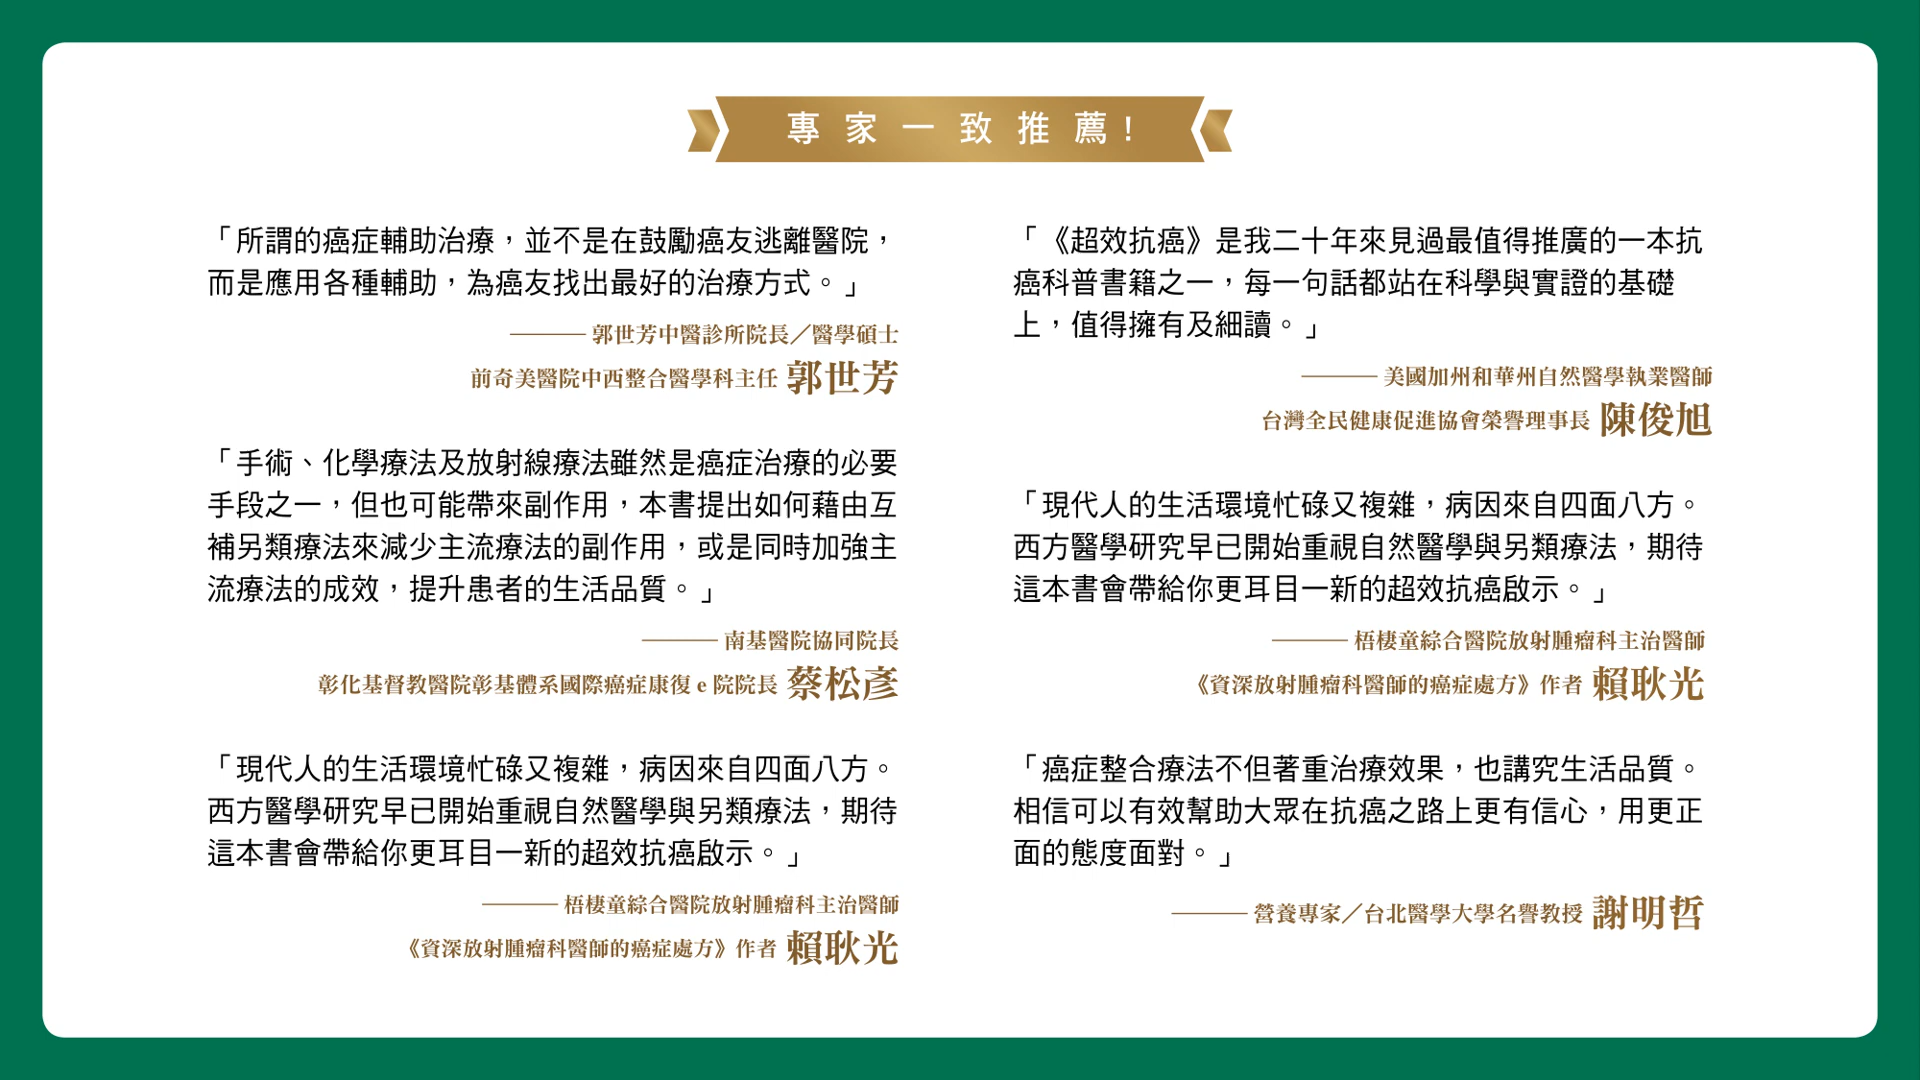 專家一致推薦!
「所謂的癌症輔助治療，並不是在鼓勵癌友逃離醫院，
而是應用各種輔助，為癌友找出最好的治療方式。」
———郭世芳中醫診所院長／醫學碩士
前奇美醫院中西整合醫學科主任 郭世芳
「手術、化學療法及放射線療法雖然是癌症治療的必要
手段之一，但也可能帶來副作用，本書提出如何藉由互
補另類療法來減少主流療法的副作用，或是同時加強主
流療法的成效，提升患者的生活品質。」
———南基醫院協同院長
彰化基督教醫院彰基體系國際癌症康復 e 院院長 蔡松彥
「現代人的生活環境忙碌又複雜，病因來自四面八方。
西方醫學研究早已開始重視自然醫學與另類療法，期待
這本書會帶給你更耳目一新的超效抗癌啟示。」
———梧棲童綜合醫院放射腫瘤科主治醫師
《資深放射腫瘤科醫師的癌症處方》作者 賴耿光
「《超效抗癌》是我二十年來見過最值得推廣的一本抗
癌科普書籍之一，每一句話都站在科學與實證的基礎
上，值得擁有及細讀。」
———美國加州和華州自然醫學執業醫師
台灣全民健康促進協會榮譽理事長 陳俊旭
「現代人的生活環境忙碌又複雜，病因來自四面八方。
西方醫學研究早已開始重視自然醫學與另類療法，期待
這本書會帶給你更耳目一新的超效抗癌啟示。」
———梧棲童綜合醫院放射腫瘤科主治醫師
《資深放射腫瘤科醫師的癌症處方》作者 賴耿光
「癌症整合療法不但著重治療效果，也講究生活品質。
相信可以有效幫助大眾在抗癌之路上更有信心，用更正
面的態度面對。」
———營養專家／台北醫學大學名譽教授 謝明哲